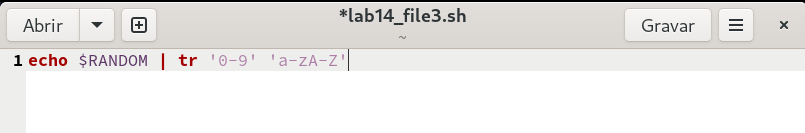 Abrir
*lab14_file3.sh
~
Gravar
1 echo $RANDOM | tr '0-9' 'a-zA-Z'